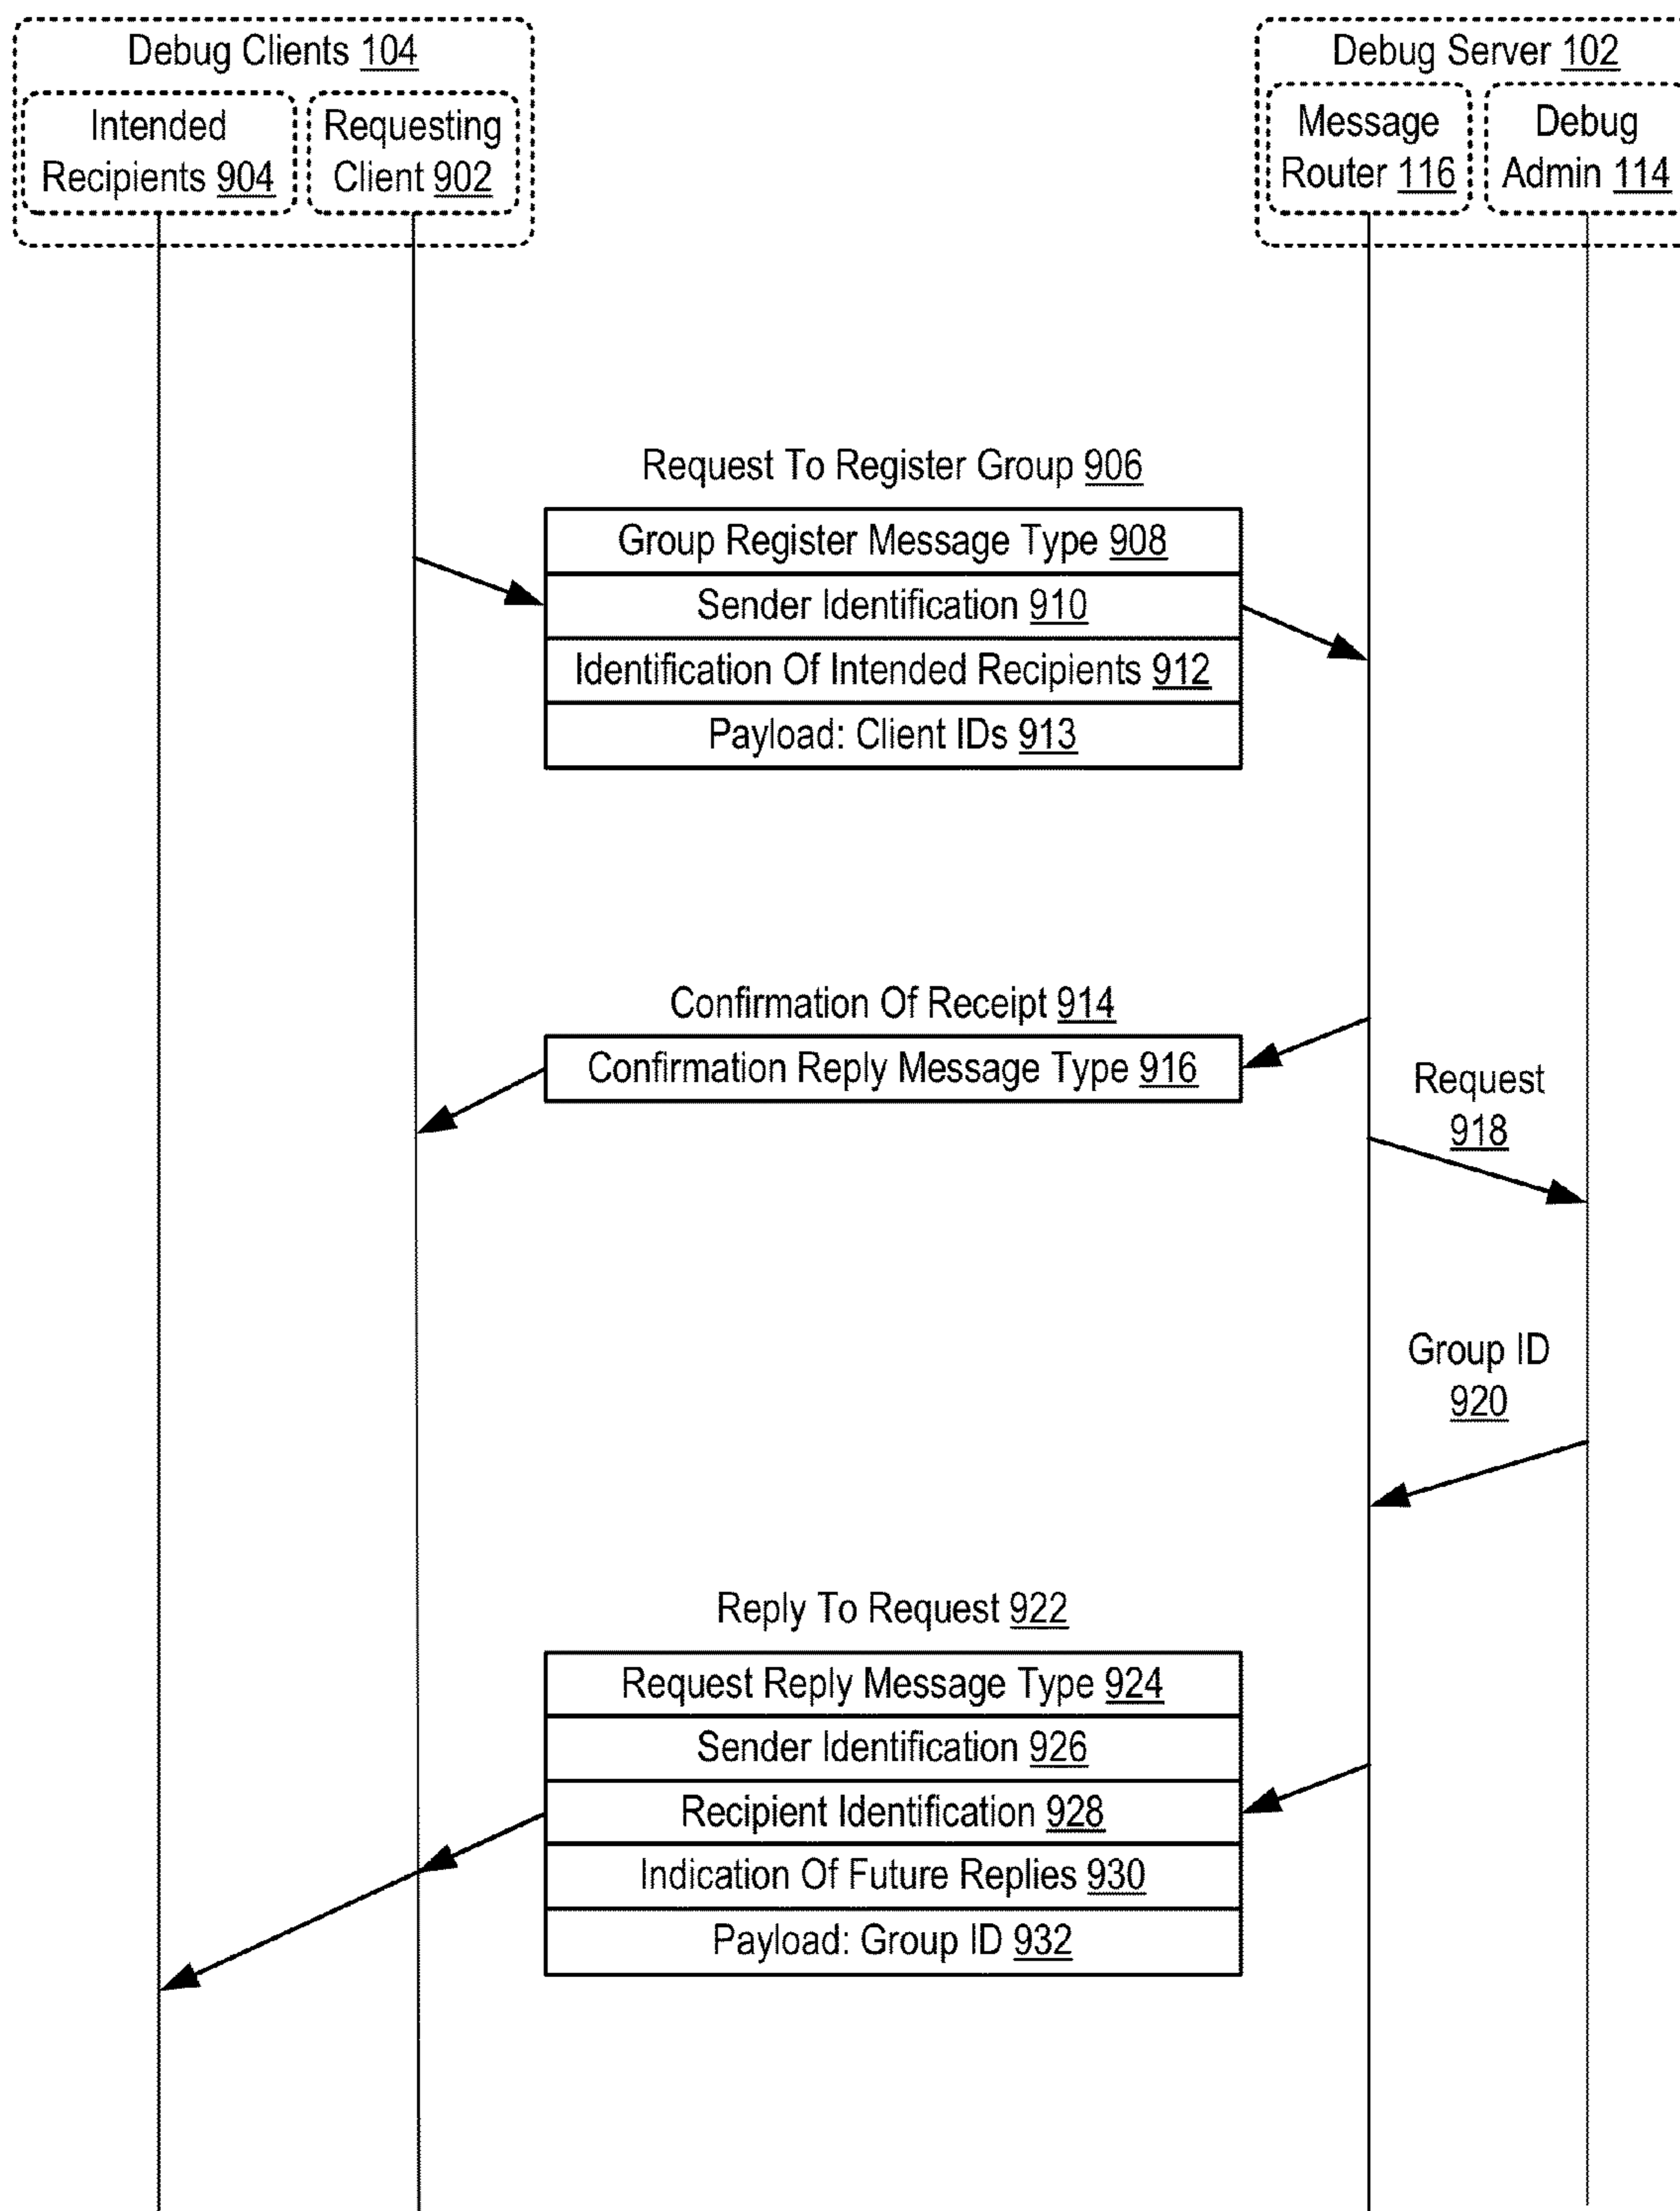 Debug Clients 104
Intended
Recipients 904
Requesting
Client 902
Debug Server 102
Message
Router 116
Debug
Admin 114
Request To Register Group 906
Group Register Message Type 908
Sender Identification 910
Identification Of Intended Recipients 912
Payload: Client IDs 913
Confirmation Of Receipt 914
Confirmation Reply Message Type 916
Request
918
Group ID
920
Reply To Request 922
Request Reply Message Type 924
Sender Identification 926
Recipient Identification 928
Indication Of Future Replies 930
Payload: Group ID 932